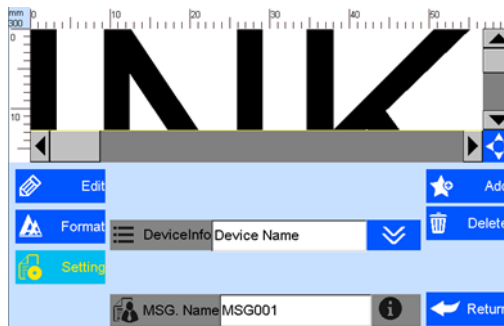 mm 0 10 20 30 40 50
300
0
INK
10
Edit Add
Format DeviceInfo Device Name Delete
Setting
MSG. Name MSG001 Return